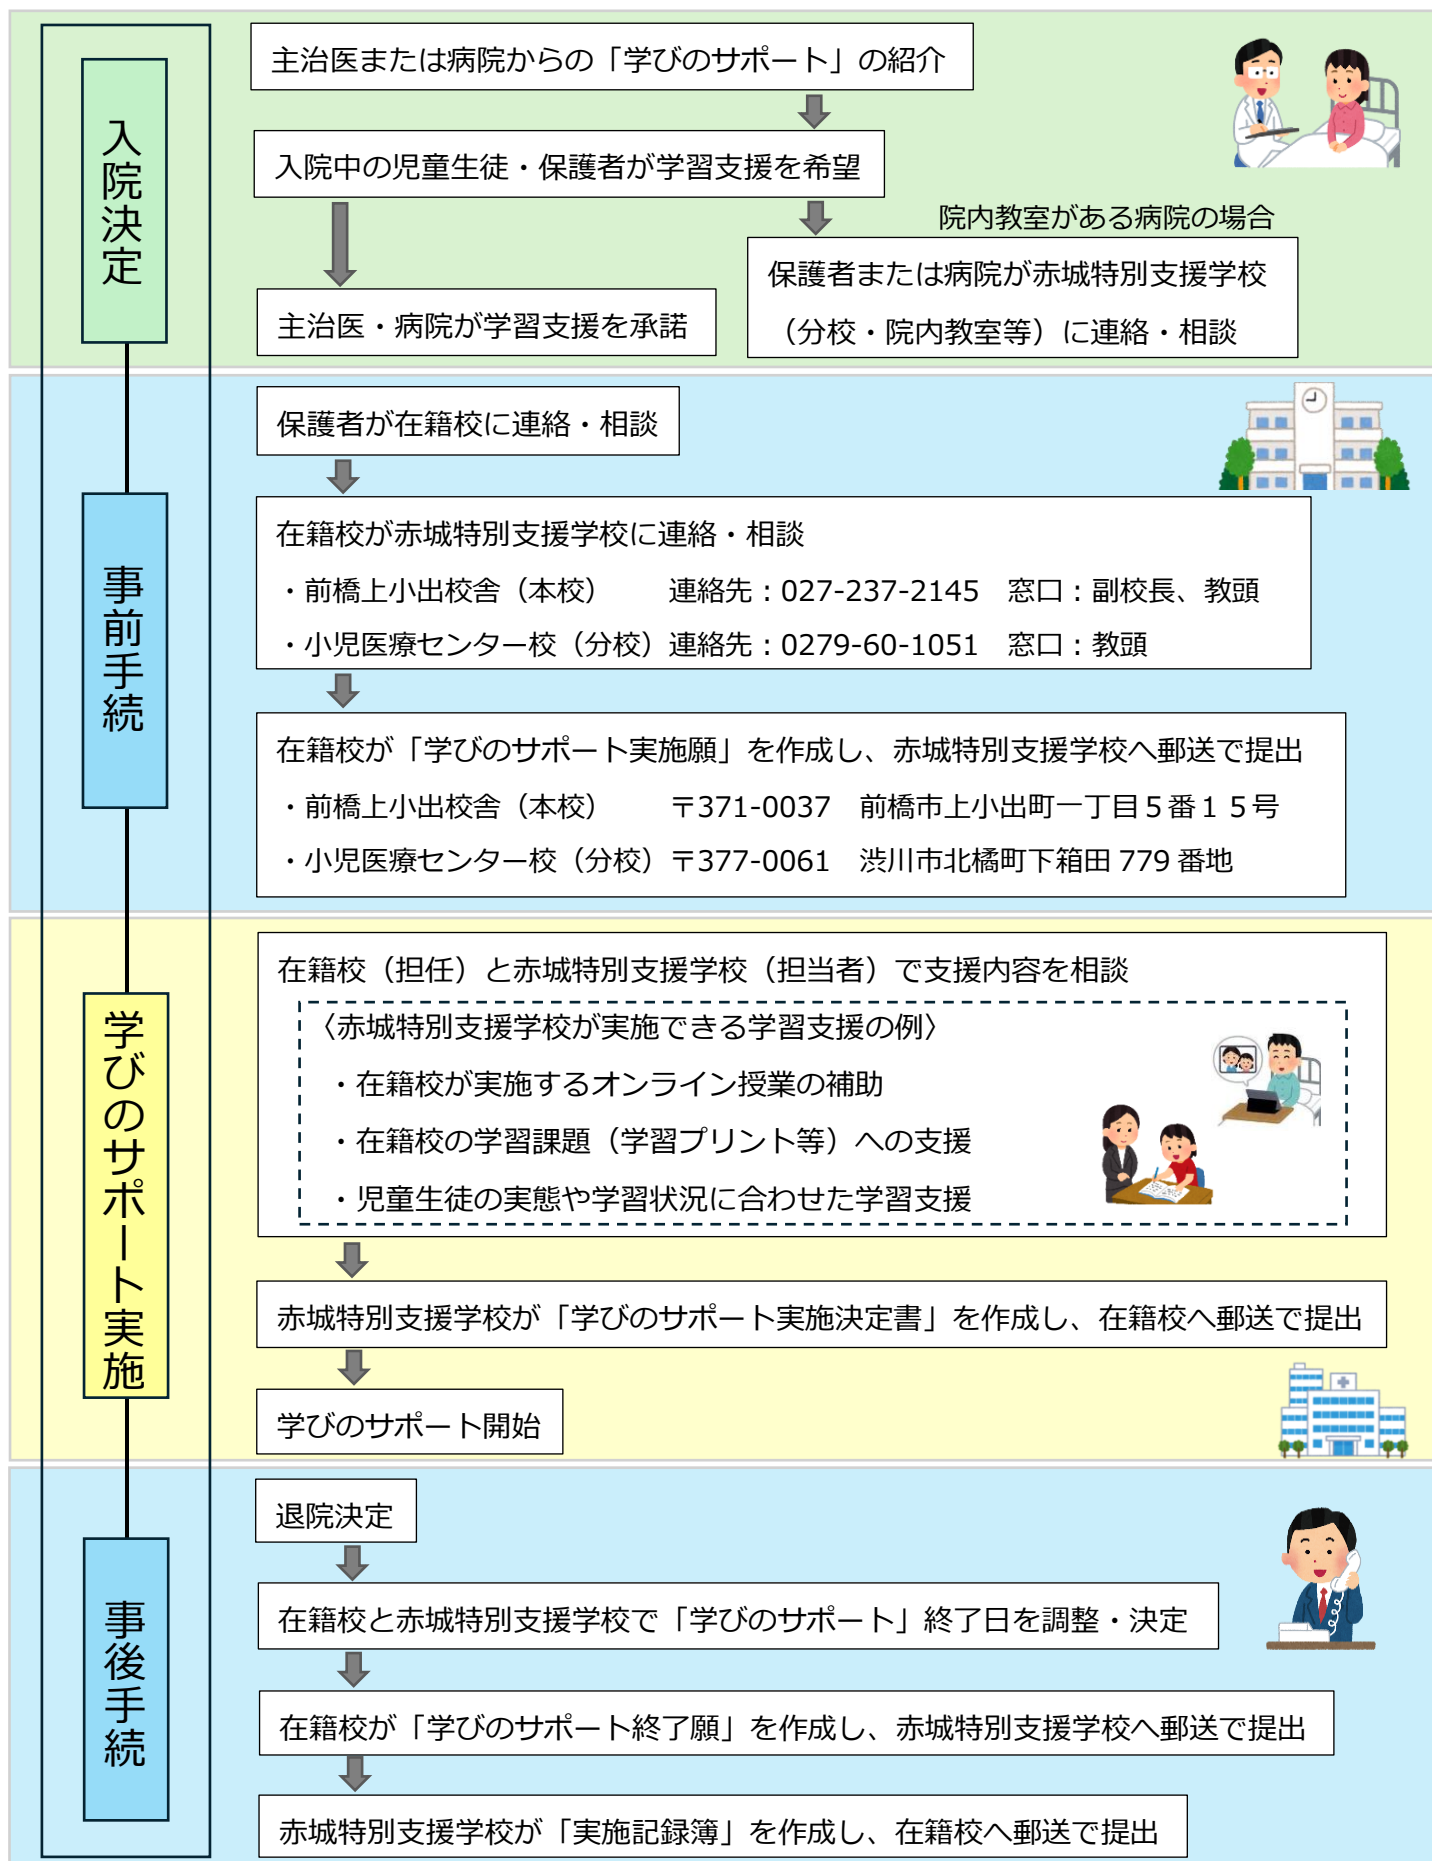 入院決定
主治医または病院からの「学びのサポート」の紹介
入院中の児童生徒・保護者が学習支援を希望
院内教室がある病院の場合
主治医・病院が学習支援を承諾
保護者または病院が赤城特別支援学校
（分校・院内教室等）に連絡・相談
事前手続
保護者が在籍校に連絡・相談
在籍校が赤城特別支援学校に連絡・相談
・前橋上小出校舎（本校）　　連絡先：027-237-2145　窓口：副校長、教頭
・小児医療センター校（分校）連絡先：0279-60-1051　窓口：教頭
在籍校が「学びのサポート実施願」を作成し、赤城特別支援学校へ郵送で提出
・前橋上小出校舎（本校）　　〒371-0037　前橋市上小出町一丁目５番１５号
・小児医療センター校（分校）〒377-0061　渋川市北橘町下箱田 779 番地
学びのサポート実施
在籍校（担任）と赤城特別支援学校（担当者）で支援内容を相談
〈赤城特別支援学校が実施できる学習支援の例〉
・在籍校が実施するオンライン授業の補助
・在籍校の学習課題（学習プリント等）への支援
・児童生徒の実態や学習状況に合わせた学習支援
赤城特別支援学校が「学びのサポート実施決定書」を作成し、在籍校へ郵送で提出
学びのサポート開始
事後手続
退院決定
在籍校と赤城特別支援学校で「学びのサポート」終了日を調整・決定
在籍校が「学びのサポート終了願」を作成し、赤城特別支援学校へ郵送で提出
赤城特別支援学校が「実施記録簿」を作成し、在籍校へ郵送で提出